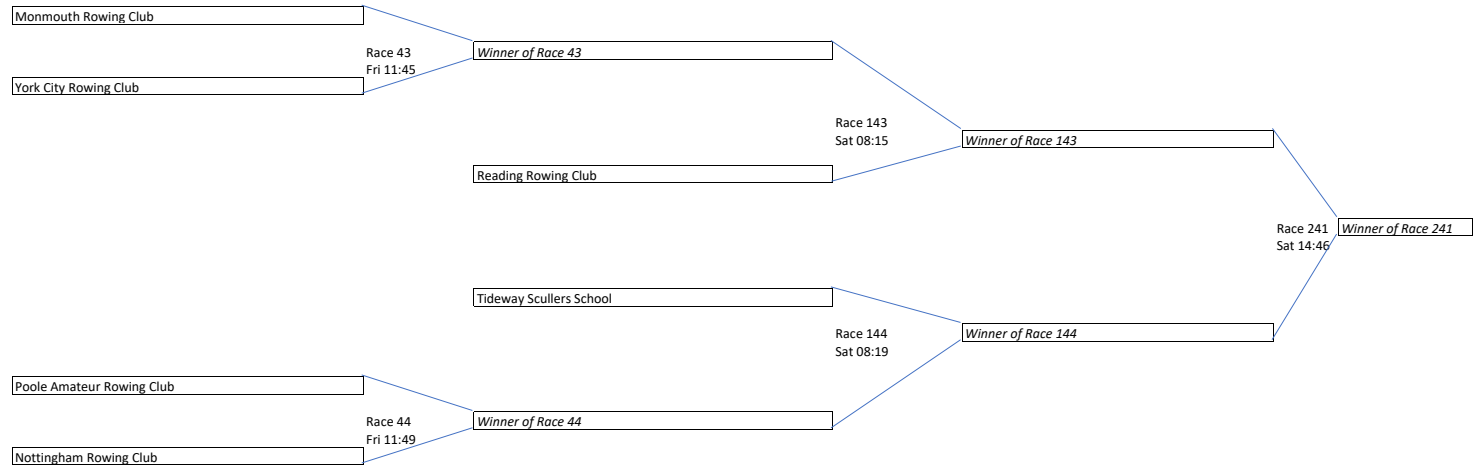 Monmouth Rowing Club
Race 43
Fri 11:45
Winner of Race 43
York City Rowing Club
Race 143
Sat 08:15
Winner of Race 143
Reading Rowing Club
Race 241
Sat 14:46
Winner of Race 241
Tideway Scullers School
Race 144
Sat 08:19
Winner of Race 144
Poole Amateur Rowing Club
Race 44
Fri 11:49
Winner of Race 44
Nottingham Rowing Club